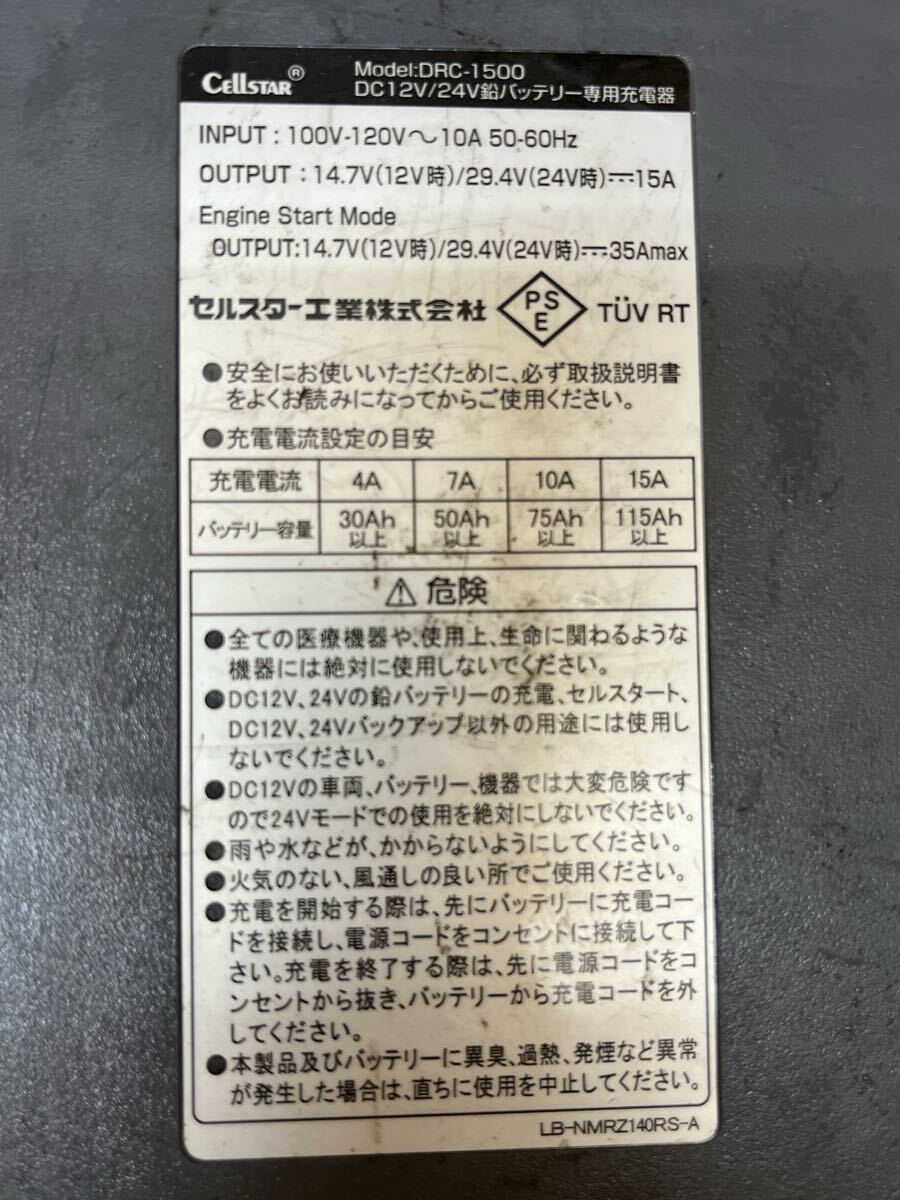 CELLSTAR®
Model:DRC-1500
DC12V/24V鉛バッテリー専用充電器
INPUT : 100V-120V～10A 50-60Hz
OUTPUT : 14.7V(12V時)/29.4V(24V時)⎓15A
Engine Start Mode
OUTPUT:14.7V(12V時)/29.4V(24V時)⎓35Amax
セルスター工業株式会社 PSE TÜV RT
●安全にお使いいただくために、必ず取扱説明書
をよくお読みになってからご使用ください。
●充電電流設定の目安
充電電流 4A 7A 10A 15A
バッテリー容量 30Ah以上 50Ah以上 75Ah以上 115Ah以上
⚠ 危険
●全ての医療機器や、使用上、生命に関わるような
機器には絶対に使用しないでください。
●DC12V、24Vの鉛バッテリーの充電、セルスタート、
DC12V、24Vバックアップ以外の用途には使用し
ないでください。
●DC12Vの車両、バッテリー、機器では大変危険です
ので24Vモードでの使用を絶対にしないでください。
●雨や水などが、かからないようにしてください。
●火気のない、風通しの良い所でご使用ください。
●充電を開始する際は、先にバッテリーに充電コー
ドを接続し、電源コードをコンセントに接続して下
さい。充電を終了する際は、先に電源コードをコ
ンセントから抜き、バッテリーから充電コードを外
してください。
●本製品及びバッテリーに異臭、過熱、発煙など異常
が発生した場合は、直ちに使用を中止してください。
LB-NMRZ140RS-A